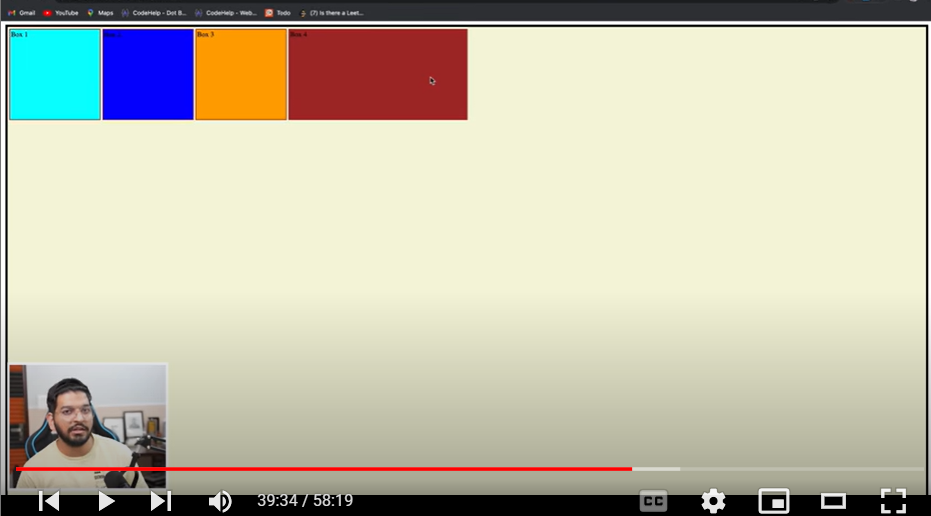 Gmail YouTube Maps CodeHelp - Dot B... CodeHelp - Web... Todo (7) Is there a Leet...
Box 1 Box 3 Box 4
39:34 / 58:19 CC